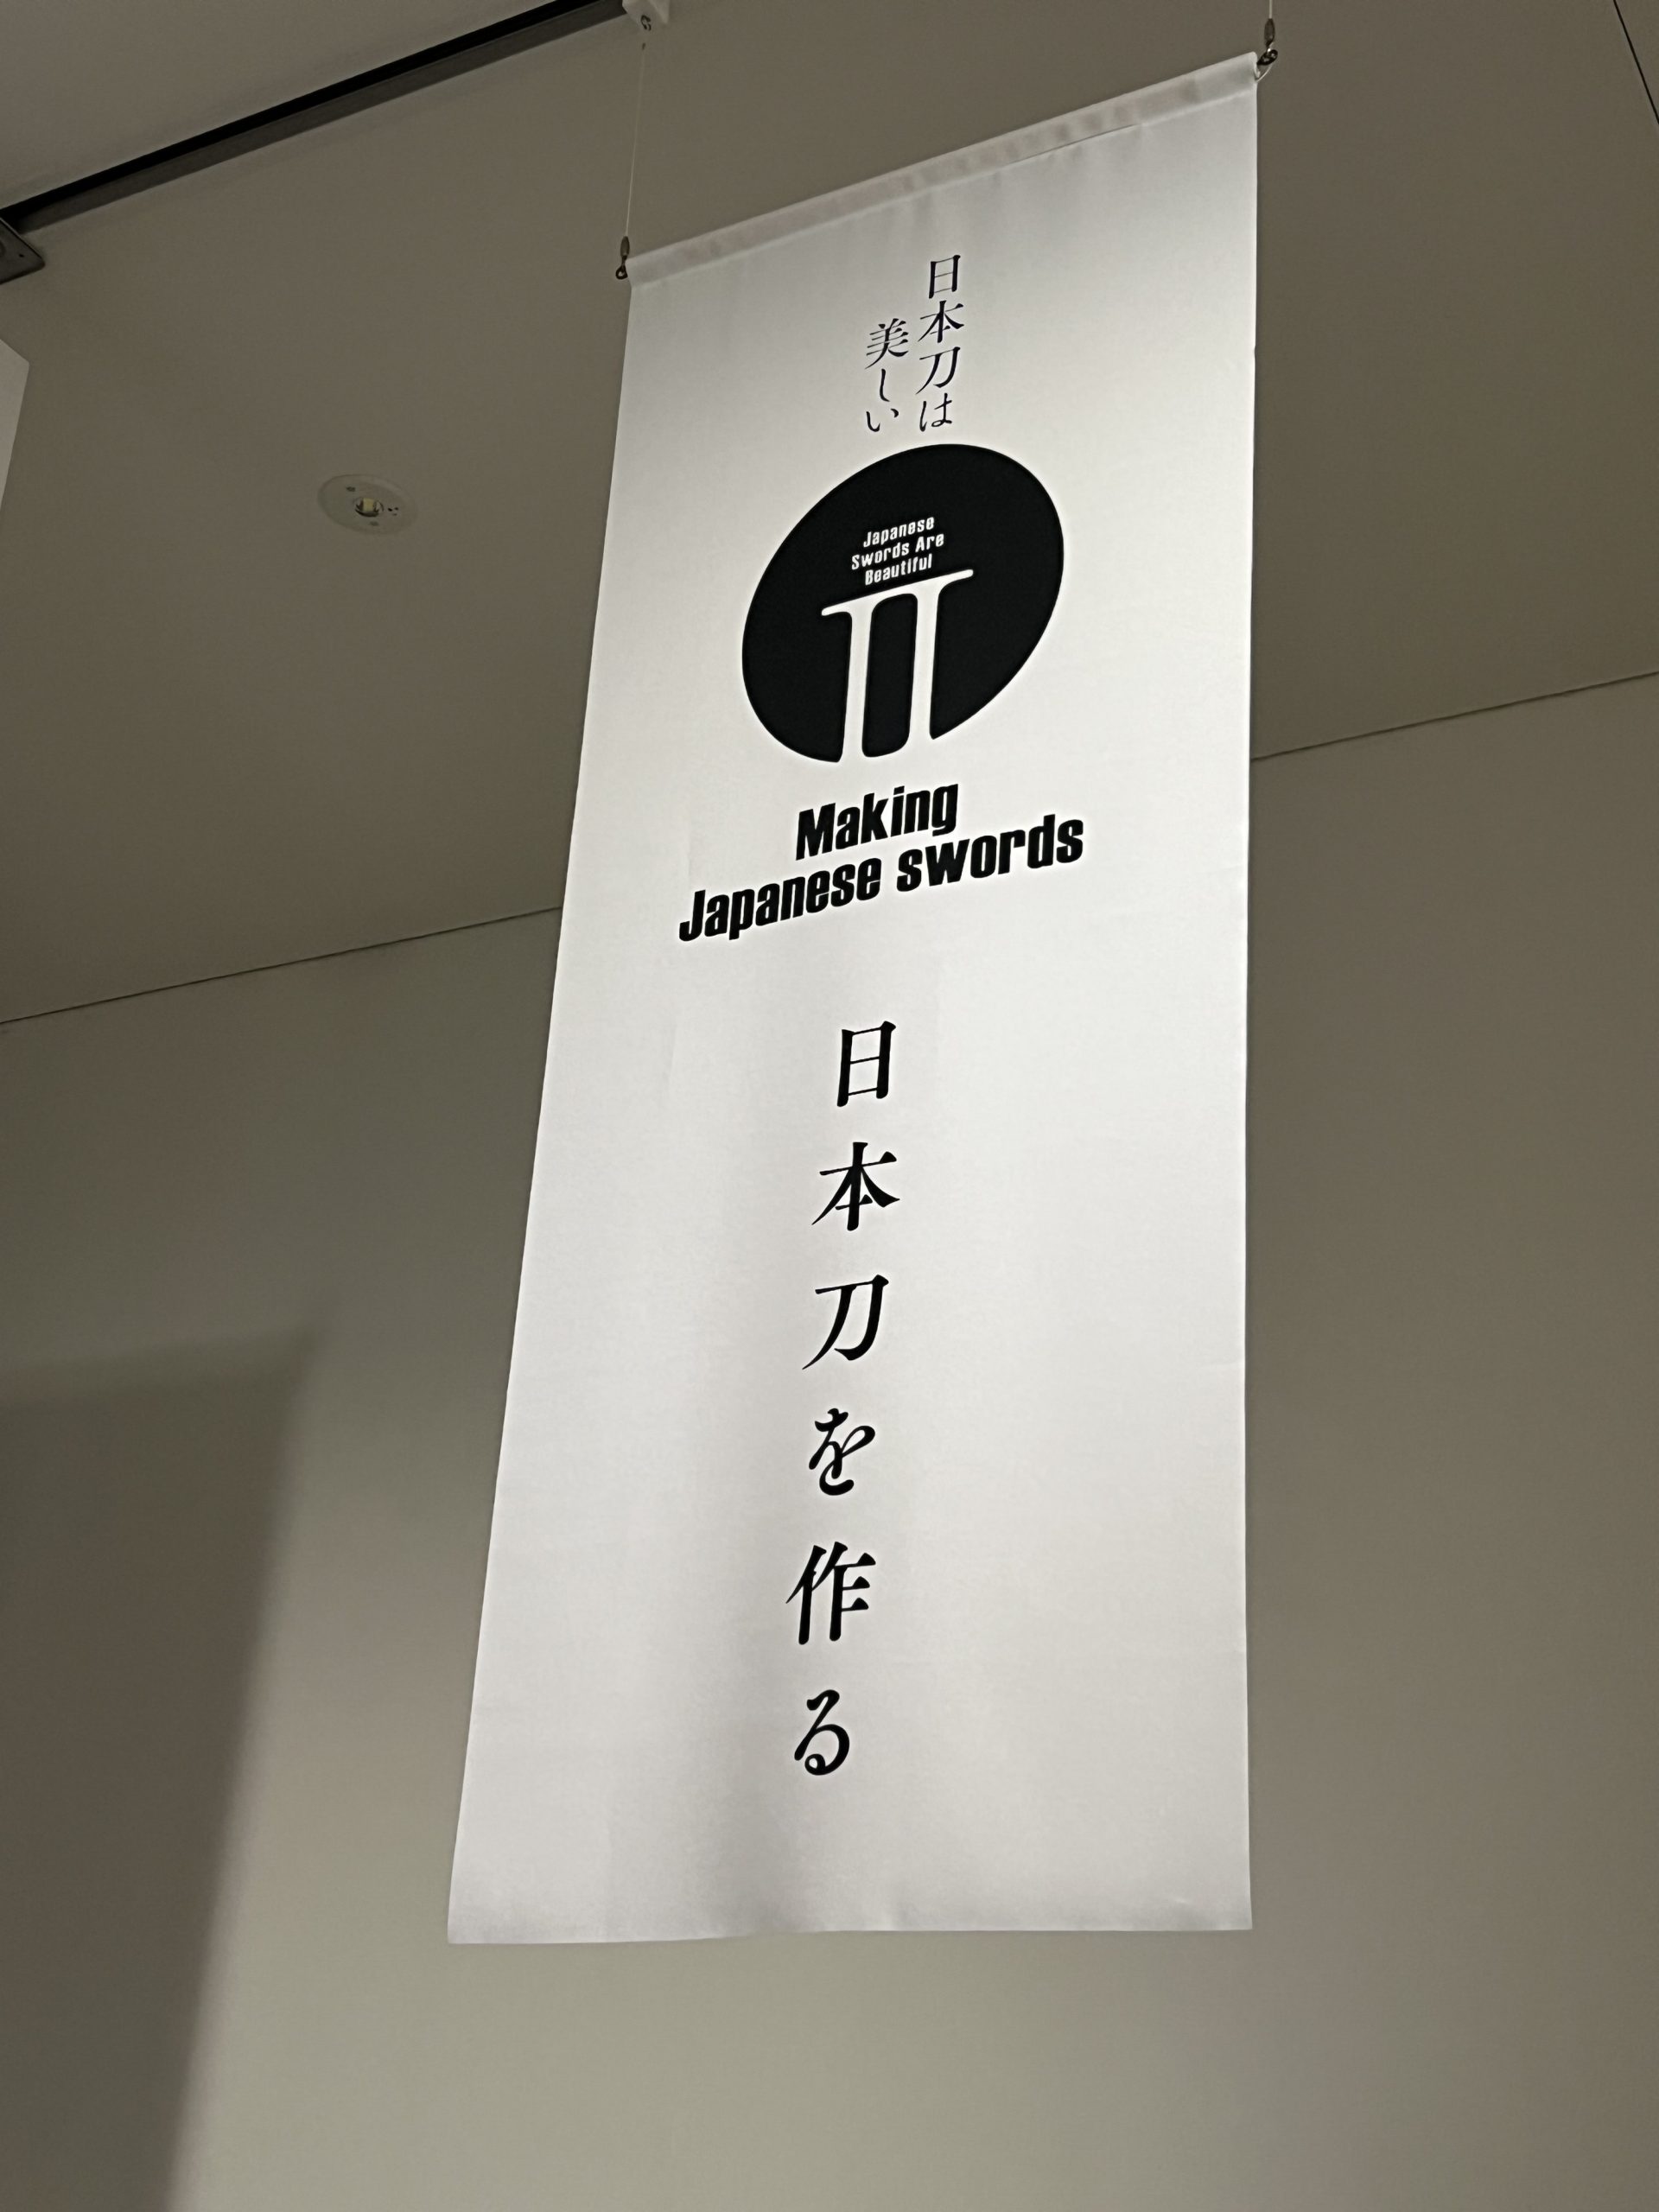 日本刀は
美しい
Japanese
Swords Are
Beautiful
II
Making
Japanese swords
日本刀を作る